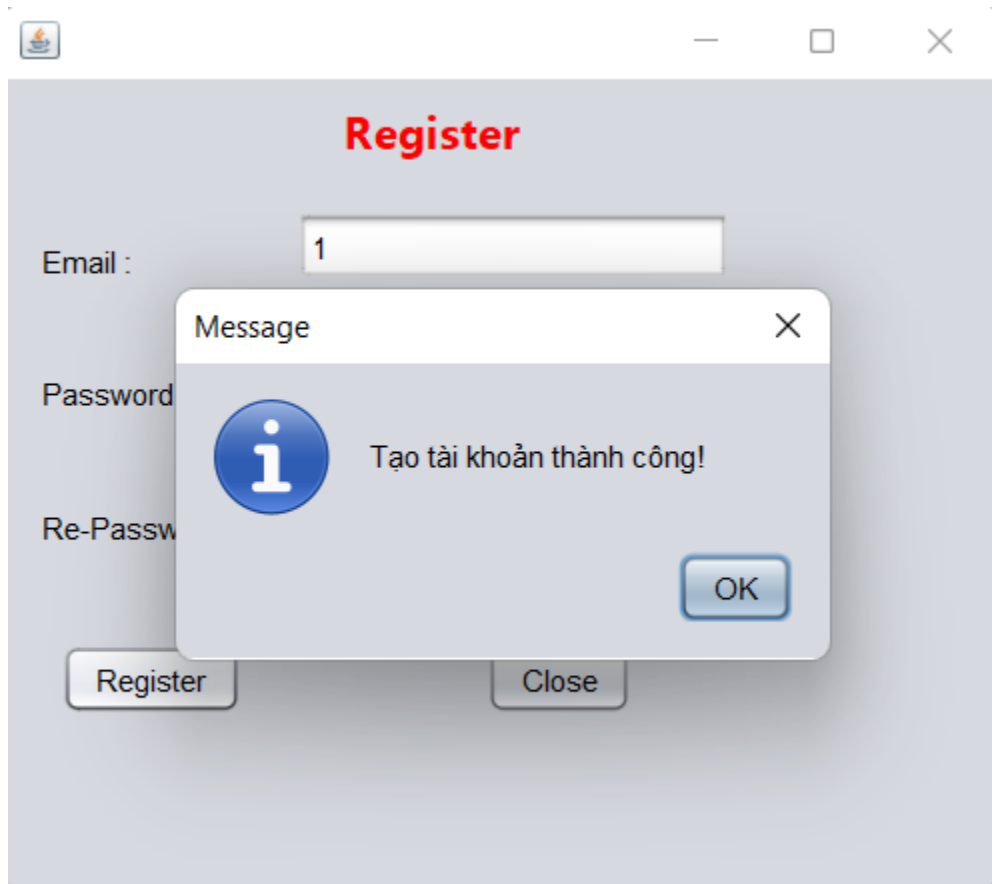 Register
Email :
1
Message
Password
Tạo tài khoản thành công!
Re-Passw
OK
Register
Close